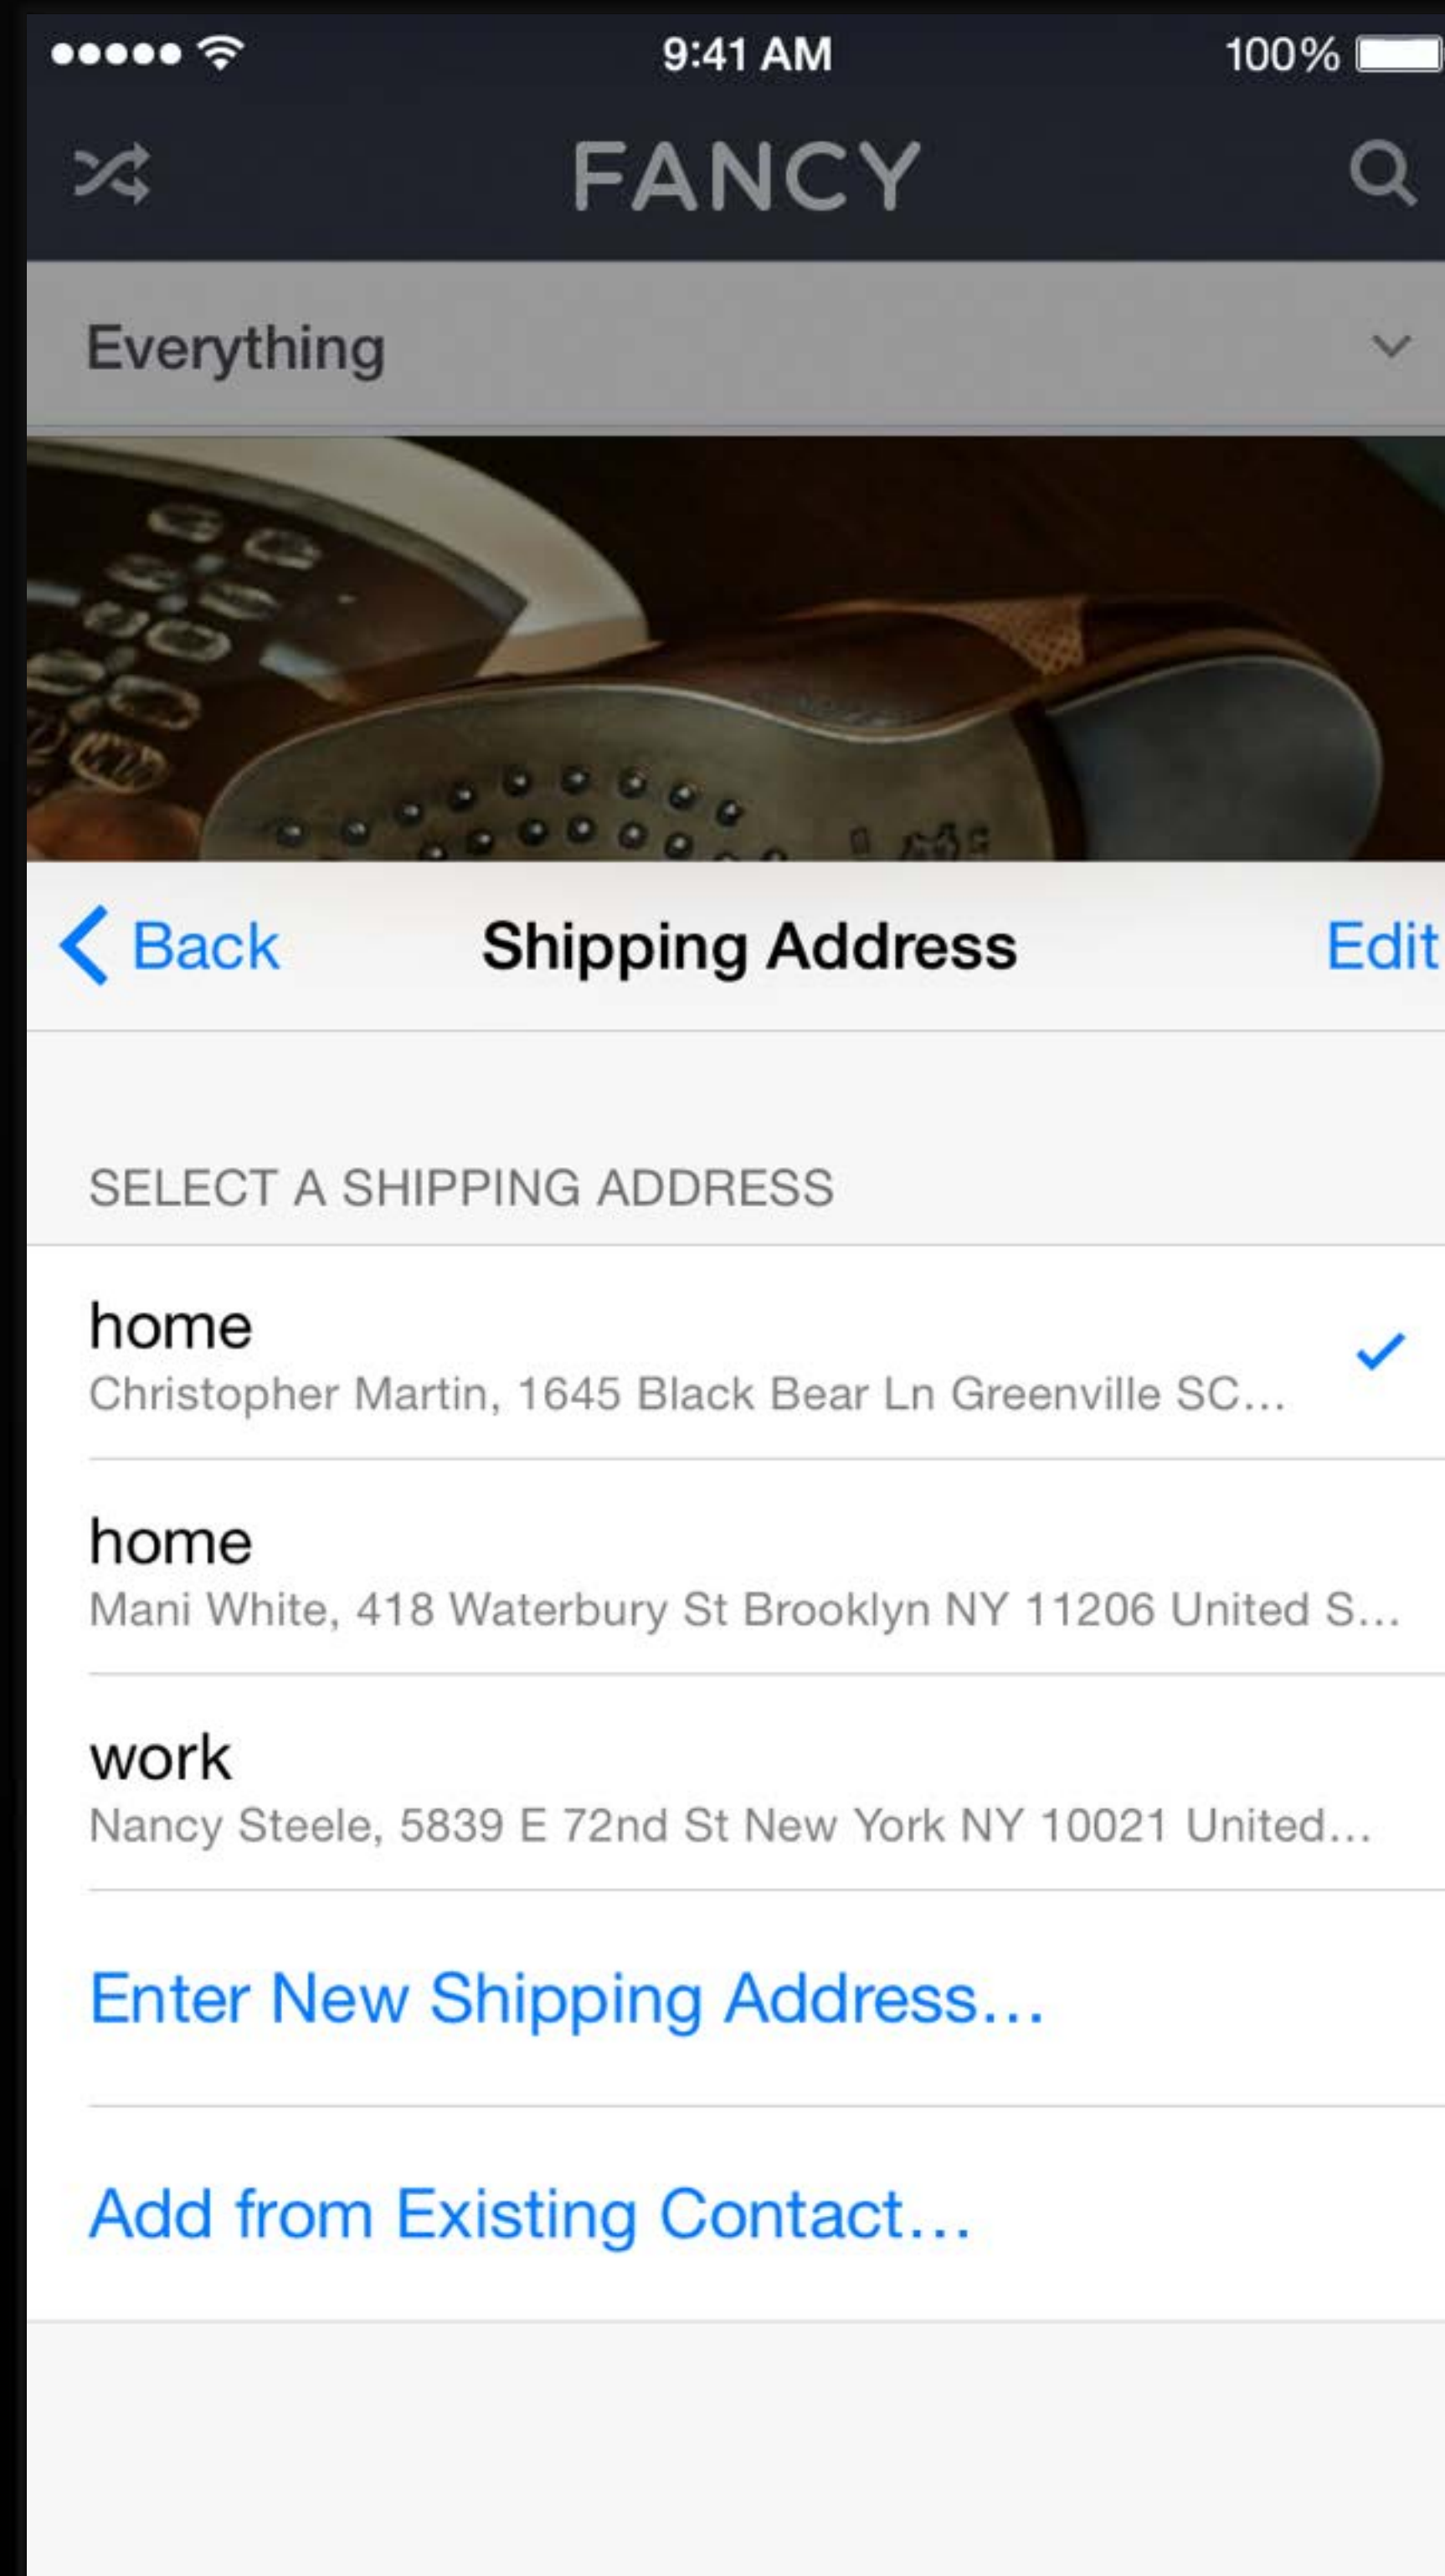 9:41 AM
100%
FANCY
Everything
Back
Shipping Address
Edit
SELECT A SHIPPING ADDRESS
home
Christopher Martin, 1645 Black Bear Ln Greenville SC...
home
Mani White, 418 Waterbury St Brooklyn NY 11206 United S...
work
Nancy Steele, 5839 E 72nd St New York NY 10021 United...
Enter New Shipping Address...
Add from Existing Contact...